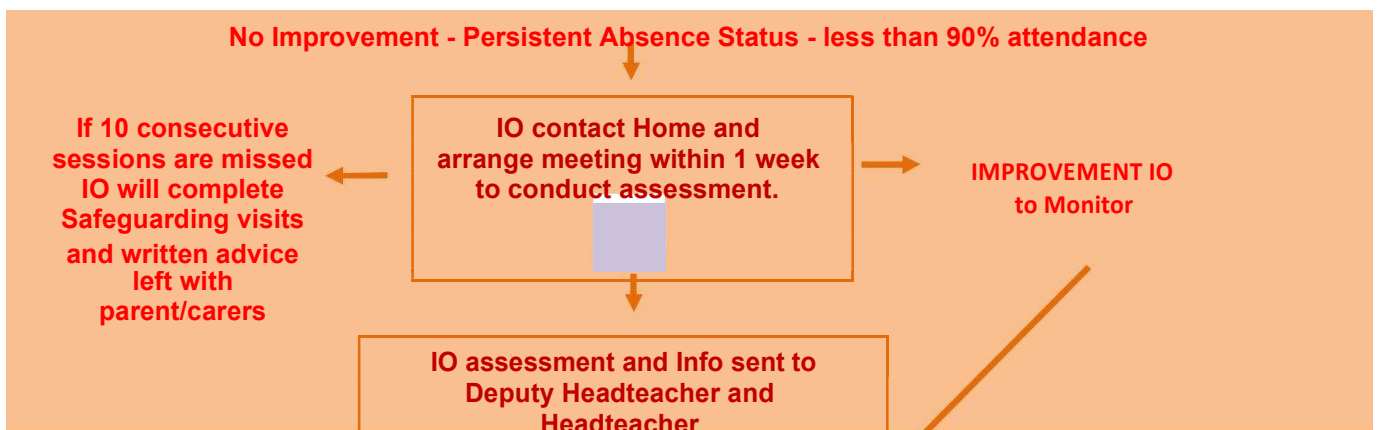 No Improvement - Persistent Absence Status - less than 90% attendance
If 10 consecutive
sessions are missed
IO will complete
Safeguarding visits
and written advice
left with
parent/carers
IO contact Home and
arrange meeting within 1 week
to conduct assessment.
IMPROVEMENT IO
to Monitor
IO assessment and Info sent to
Deputy Headteacher and
Headteacher